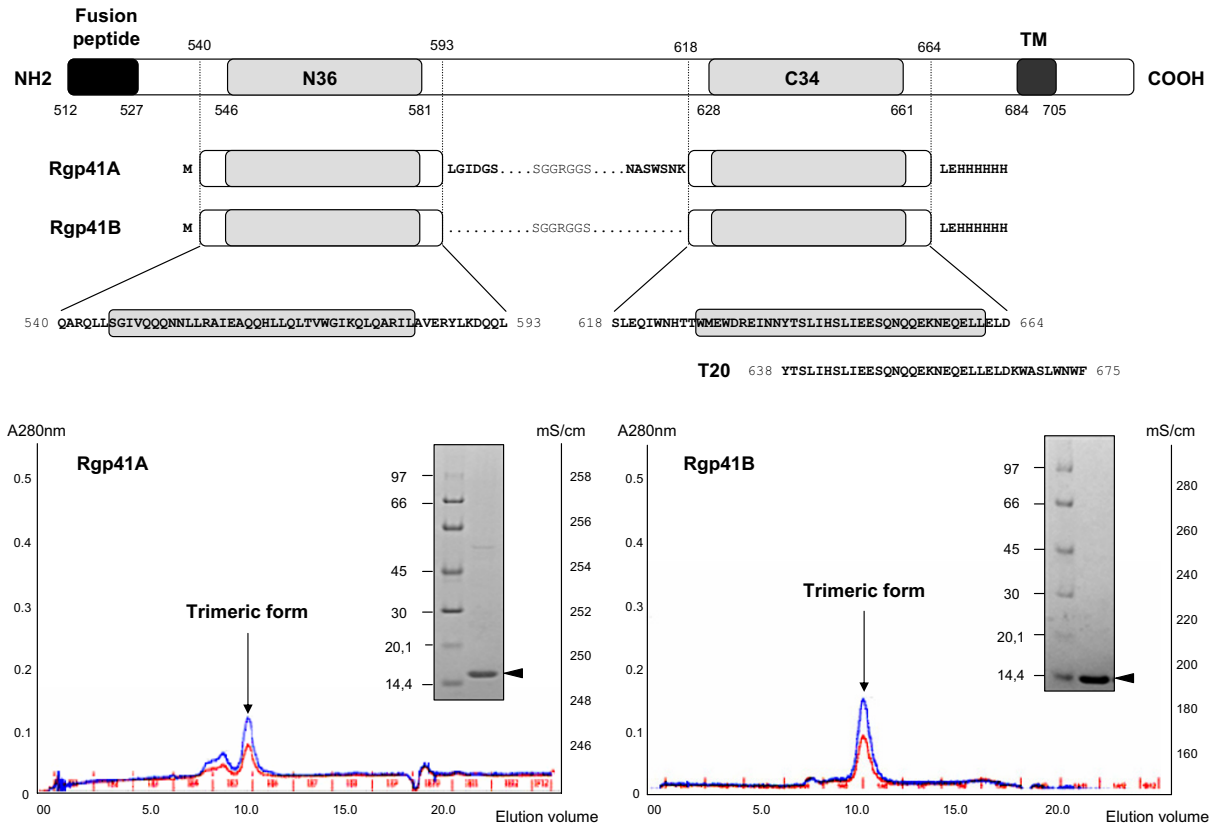 Fusion
peptide
540
593
618
664
TM
NH2
N36
C34
COOH
512
527
546
581
628
661
684
705
Rgp41A
M
LGIDGS....SGGRGGS....NASWSNK
LEHHHHHH
Rgp41B
M
..........SGGRGGS..........
LEHHHHHH
540 QARQLLSGIVQQQNNLLRAIEAQQHLLQLTVWGIKQLQARILAVERYLKDQQL 593
618 SLEQIWNHTTWMEWDREINNYTSLIHSLIEESQNQQEKNEQELLELD 664
T20 638 YTSLIHSLIEESQNQQEKNEQELLELDKWASLWNWF 675
A280nm
mS/cm
Rgp41A
0.5
0.4
0.3
0.2
0.1
0
97
66
45
30
20,1
14,4
258
256
254
252
250
248
246
Trimeric form
00
5.0
10.0
15.0
20.0
Elution volume
A280nm
mS/cm
Rgp41B
0.5
0.4
0.3
0.2
0.1
0
97
66
45
30
20,1
14,4
280
260
240
220
200
180
160
Trimeric form
00
5.0
10.0
15.0
20.0
Elution volume